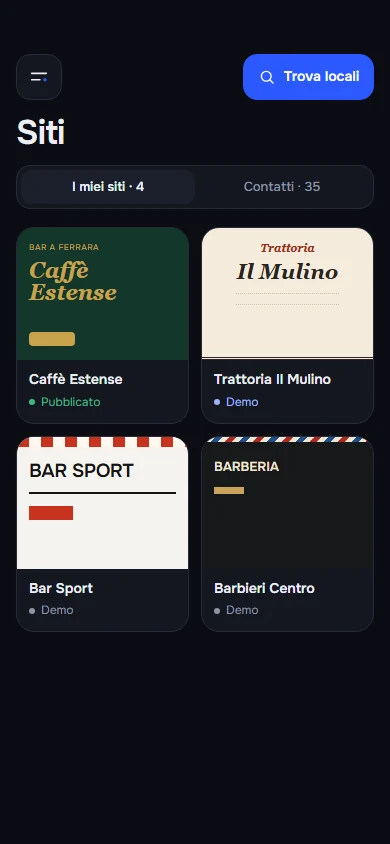 Trova locali
Siti
I miei siti · 4
Contatti · 35
BAR A FERRARA
Caffè
Estense
Caffè Estense
Pubblicato
Trattoria
Il Mulino
Trattoria Il Mulino
Demo
BAR SPORT
Bar Sport
Demo
BARBERIA
Barbieri Centro
Demo